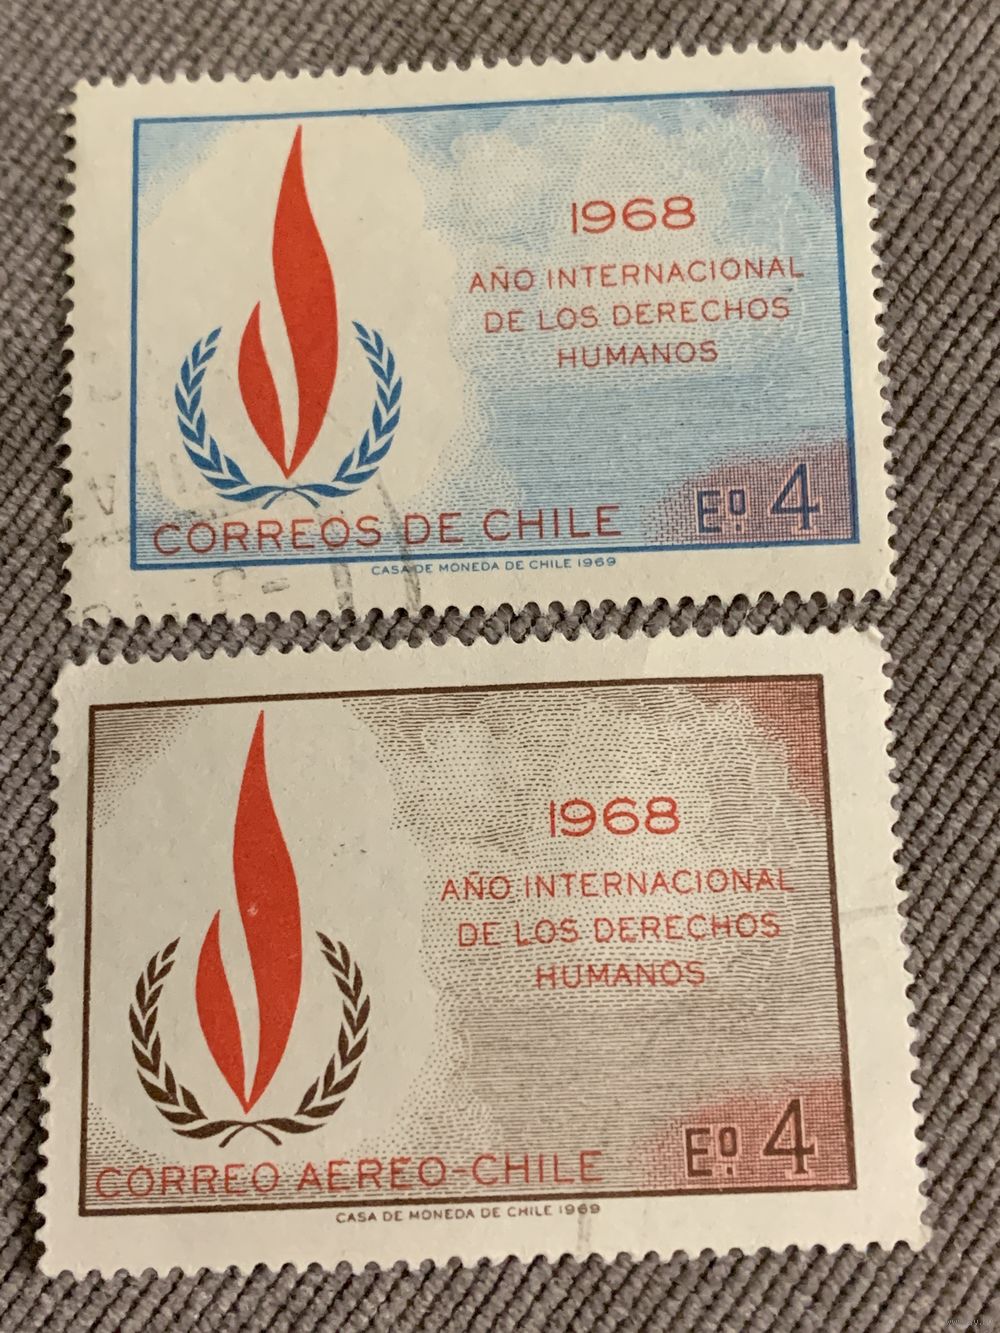 1968
AÑO INTERNACIONAL
DE LOS DERECHOS
HUMANOS
Eº 4
CORREOS DE CHILE
CASA DE MONEDA DE CHILE 1969
1968
AÑO INTERNACIONAL
DE LOS DERECHOS
HUMANOS
Eº 4
CORREO AEREO-CHILE
CASA DE MONEDA DE CHILE 1969